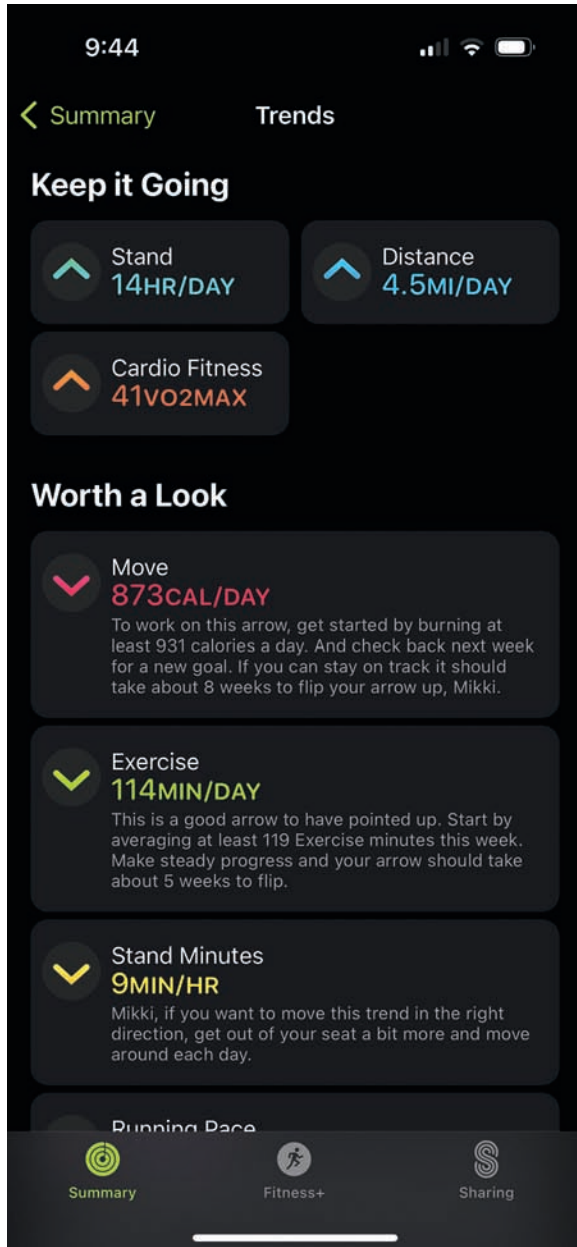 9:44
Summary
Trends
Keep it Going
Stand
14HR/DAY
Distance
4.5MI/DAY
Cardio Fitness
41VO2MAX
Worth a Look
Move
873CAL/DAY
To work on this arrow, get started by burning at
least 931 calories a day. And check back next week
for a new goal. If you can stay on track it should
take about 8 weeks to flip your arrow up, Mikki.
Exercise
114MIN/DAY
This is a good arrow to have pointed up. Start by
averaging at least 119 Exercise minutes this week.
Make steady progress and your arrow should take
about 5 weeks to flip.
Stand Minutes
9MIN/HR
Mikki, if you want to move this trend in the right
direction, get out of your seat a bit more and move
around each day.
Running Pace
Summary
Fitness+
Sharing